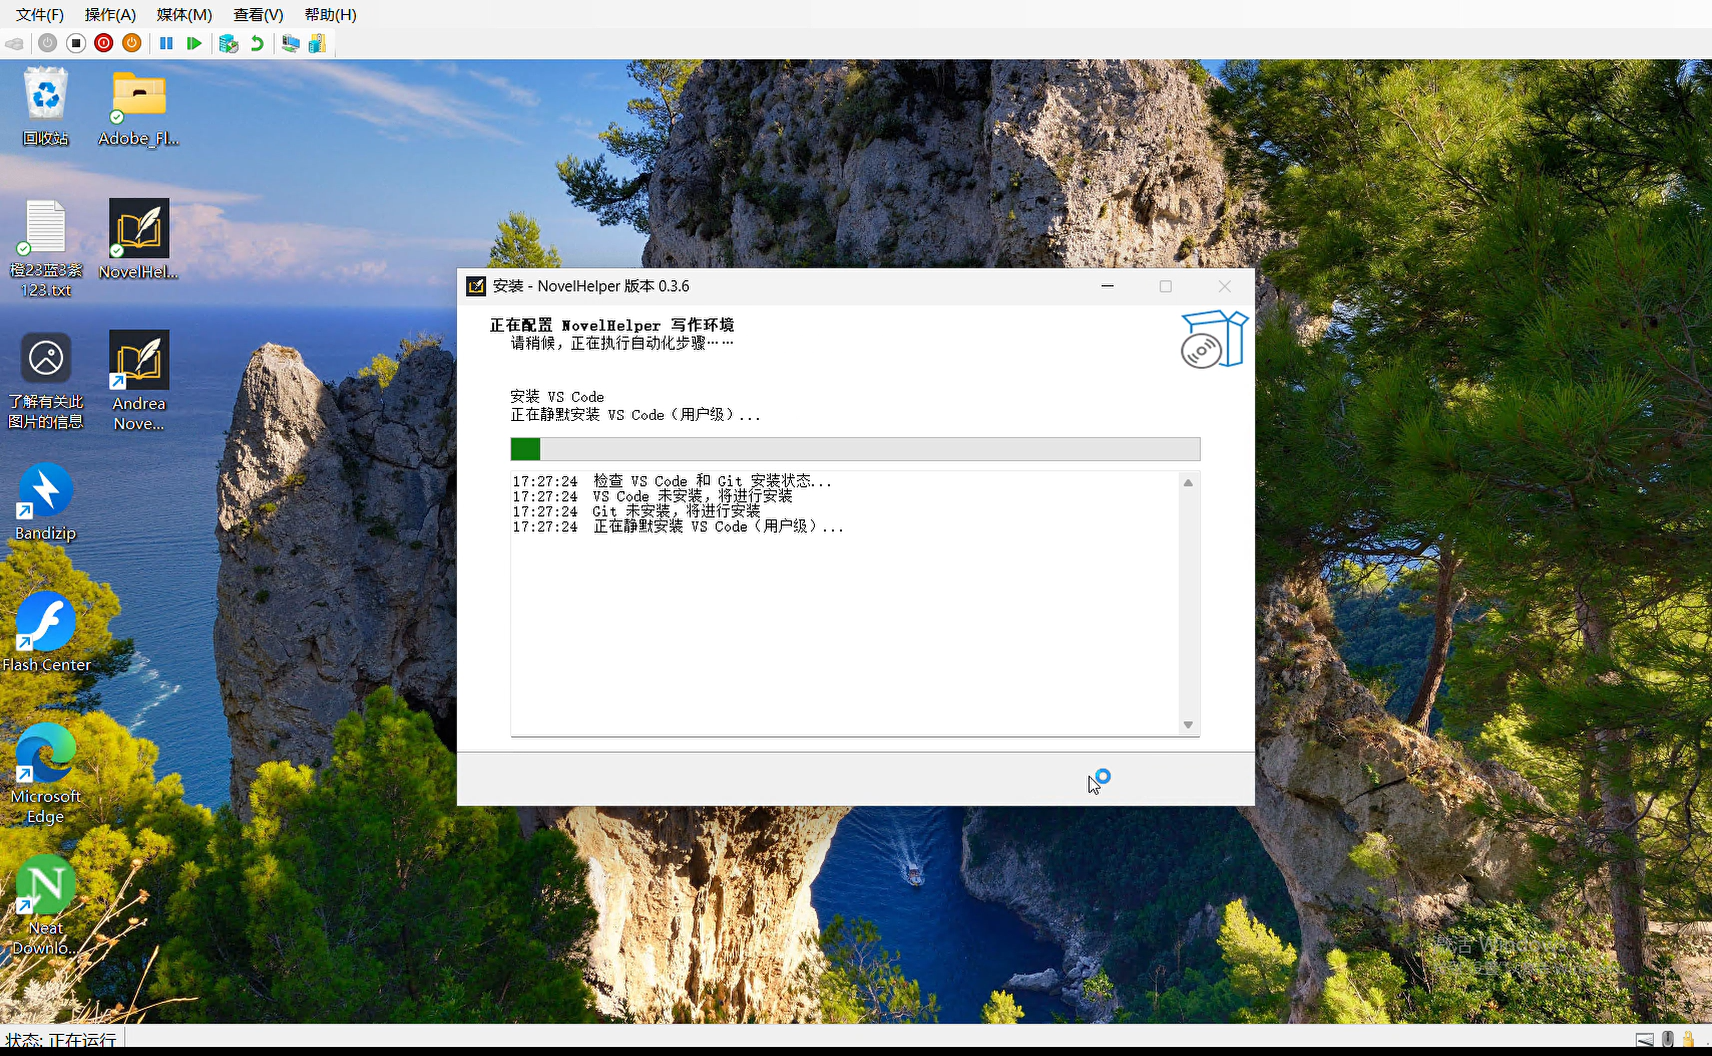 文件(F) 操作(A) 媒体(M) 查看(V) 帮助(H)
回收站
Adobe_Fl...
橙23蓝3紫
123.txt
NovelHel...
了解有关此
图片的信息
Andrea
Nove...
Bandizip
Flash Center
Microsoft
Edge
Neat
Downlo...
安装 - NovelHelper 版本 0.3.6
正在配置 NovelHelper 写作环境
请稍候，正在执行自动化步骤……
安装 VS Code
正在静默安装 VS Code（用户级）...
17:27:24 检查 VS Code 和 Git 安装状态...
17:27:24 VS Code 未安装，将进行安装
17:27:24 Git 未安装，将进行安装
17:27:24 正在静默安装 VS Code（用户级）...
激活 Windows
状态: 正在运行